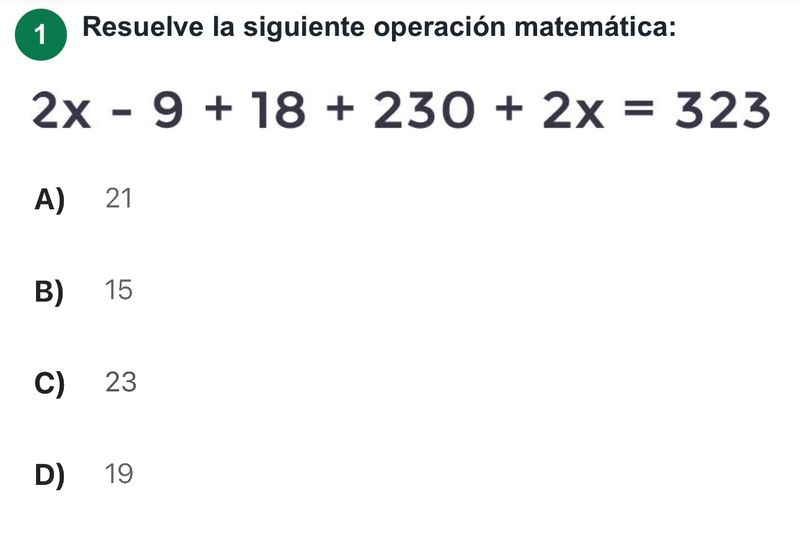 1 Resuelve la siguiente operación matemática:
2x - 9 + 18 + 230 + 2x = 323
A) 21
B) 15
C) 23
D) 19